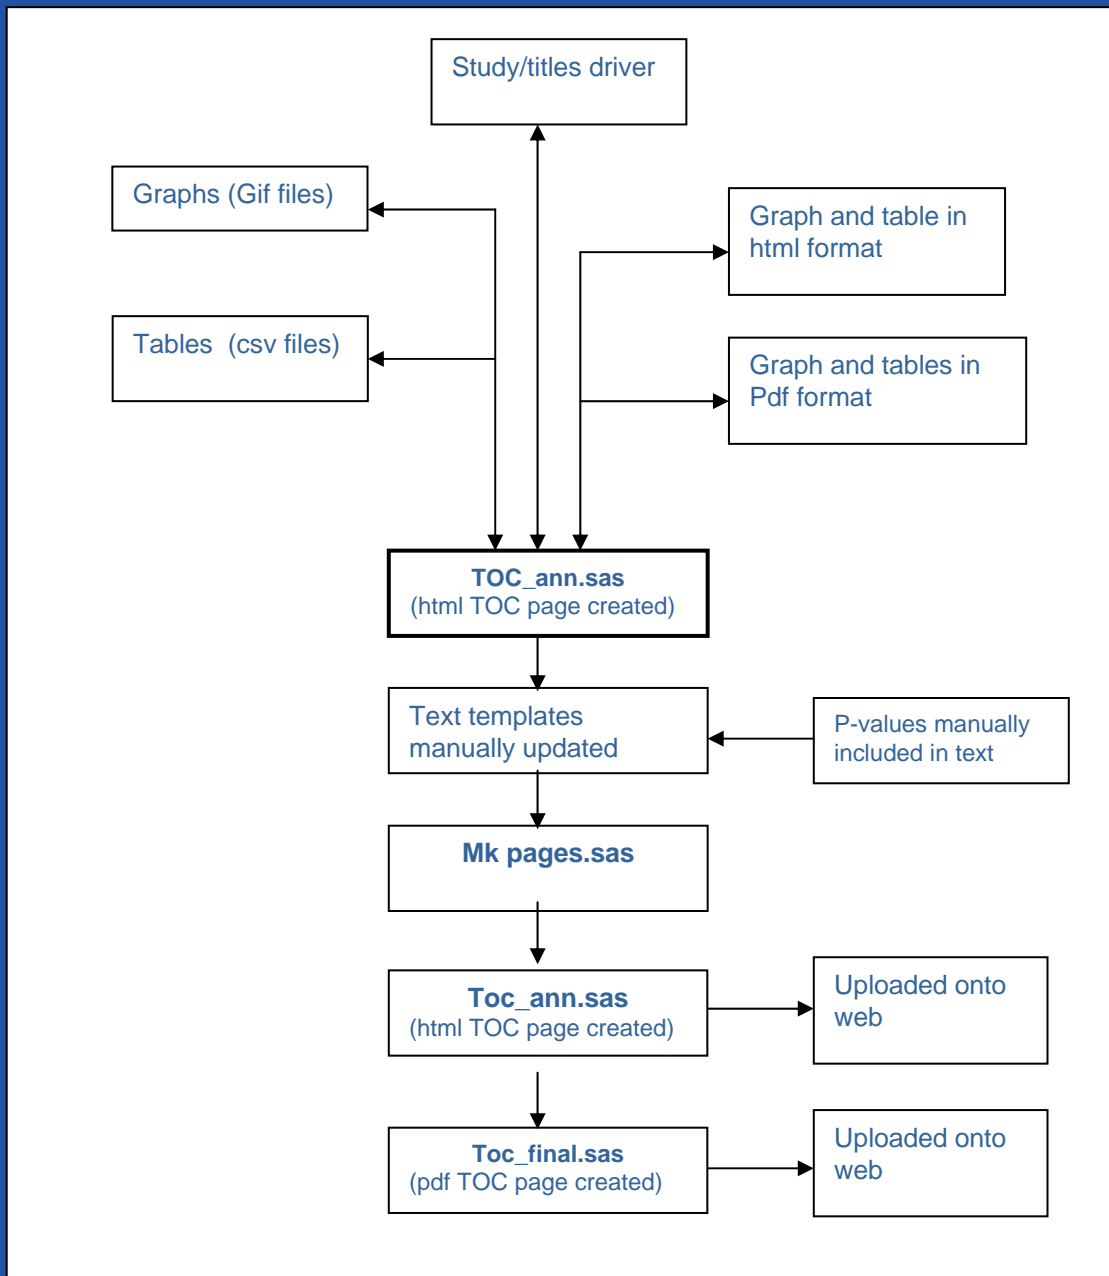 Study/titles driver
Graphs (Gif files)
Graph and table in
html format
Tables (csv files)
Graph and tables in
Pdf format
TOC_ann.sas
(html TOC page created)
Text templates
manually updated
P-values manually
included in text
Mk pages.sas
Toc_ann.sas
(html TOC page created)
Uploaded onto
web
Toc_final.sas
(pdf TOC page created)
Uploaded onto
web